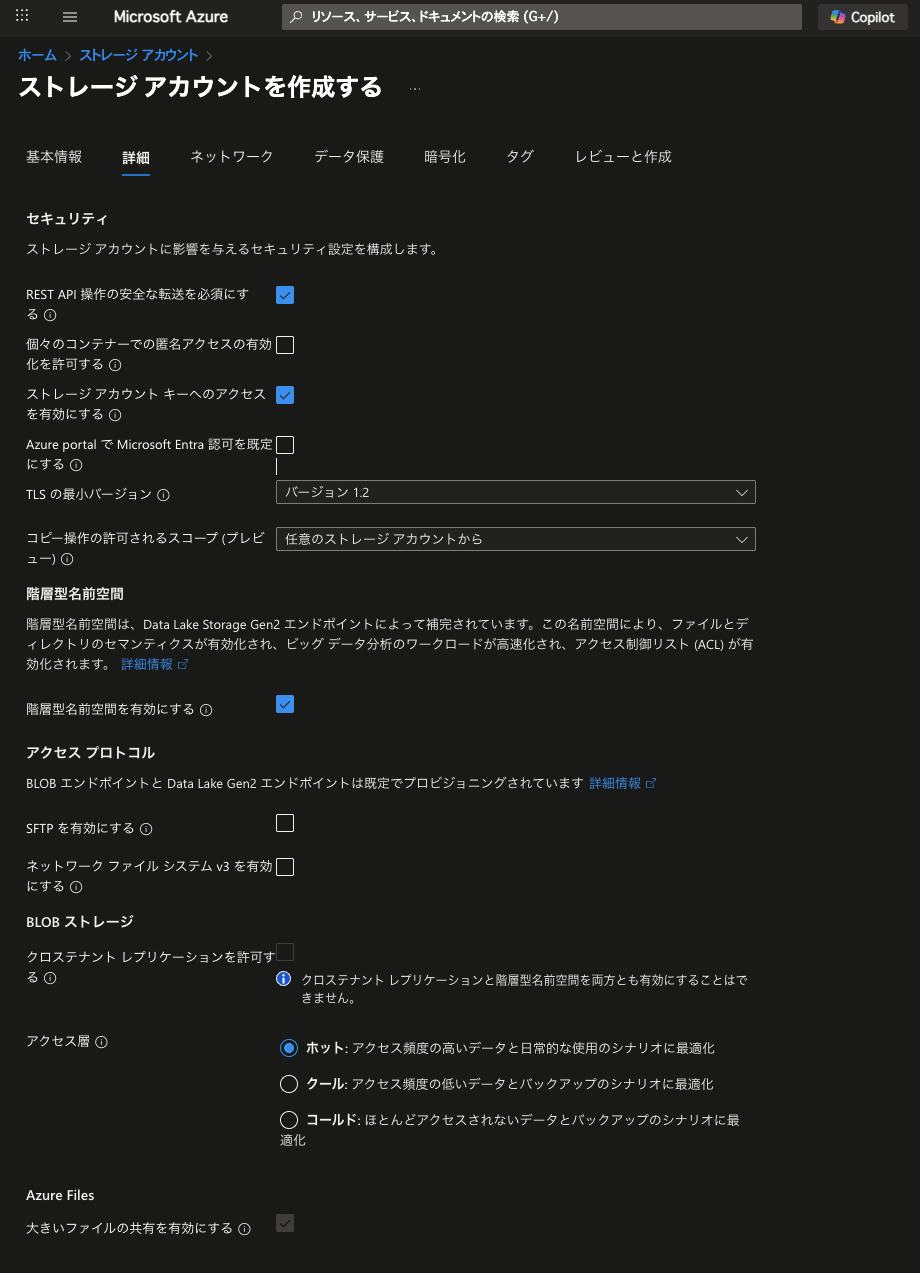 Microsoft Azure
リソース、サービス、ドキュメントの検索 (G+/)
Copilot
ホーム > ストレージ アカウント >
ストレージ アカウントを作成する ...
基本情報 詳細 ネットワーク データ保護 暗号化 タグ レビューと作成
セキュリティ
ストレージ アカウントに影響を与えるセキュリティ設定を構成します。
REST API 操作の安全な転送を必須にす
る
個々のコンテナーでの匿名アクセスの有効
化を許可する
ストレージ アカウント キーへのアクセス
を有効にする
Azure portal で Microsoft Entra 認可を既定
にする
TLS の最小バージョン
バージョン 1.2
コピー操作の許可されるスコープ (プレビ
ュー)
任意のストレージ アカウントから
階層型名前空間
階層型名前空間は、Data Lake Storage Gen2 エンドポイントによって補完されています。この名前空間により、ファイルとデ
ィレクトリのセマンティクスが有効化され、ビッグ データ分析のワークロードが高速化され、アクセス制御リスト (ACL) が有
効化されます。 詳細情報
階層型名前空間を有効にする
アクセス プロトコル
BLOB エンドポイントと Data Lake Gen2 エンドポイントは既定でプロビジョニングされています 詳細情報
SFTP を有効にする
ネットワーク ファイル システム v3 を有効
にする
BLOB ストレージ
クロステナント レプリケーションを許可す
る
クロステナント レプリケーションと階層型名前空間を両方とも有効にすることはで
きません。
アクセス層
ホット: アクセス頻度の高いデータと日常的な使用のシナリオに最適化
クール: アクセス頻度の低いデータとバックアップのシナリオに最適化
コールド: ほとんどアクセスされないデータとバックアップのシナリオに最
適化
Azure Files
大きいファイルの共有を有効にする